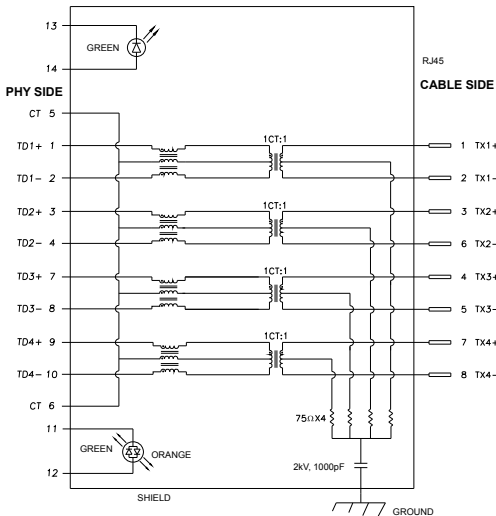 13
GREEN
14
RJ45
PHY SIDE
CABLE SIDE
CT 5
1CT:1
TD1+ 1
1 TX1+
TD1- 2
2 TX1-
1CT:1
TD2+ 3
3 TX2+
TD2- 4
6 TX2-
1CT:1
TD3+ 7
4 TX3+
TD3- 8
5 TX3-
1CT:1
TD4+ 9
7 TX4+
TD4- 10
8 TX4-
CT 6
75ΩX4
11
GREEN
ORANGE
2kV, 1000pF
12
SHIELD
GROUND